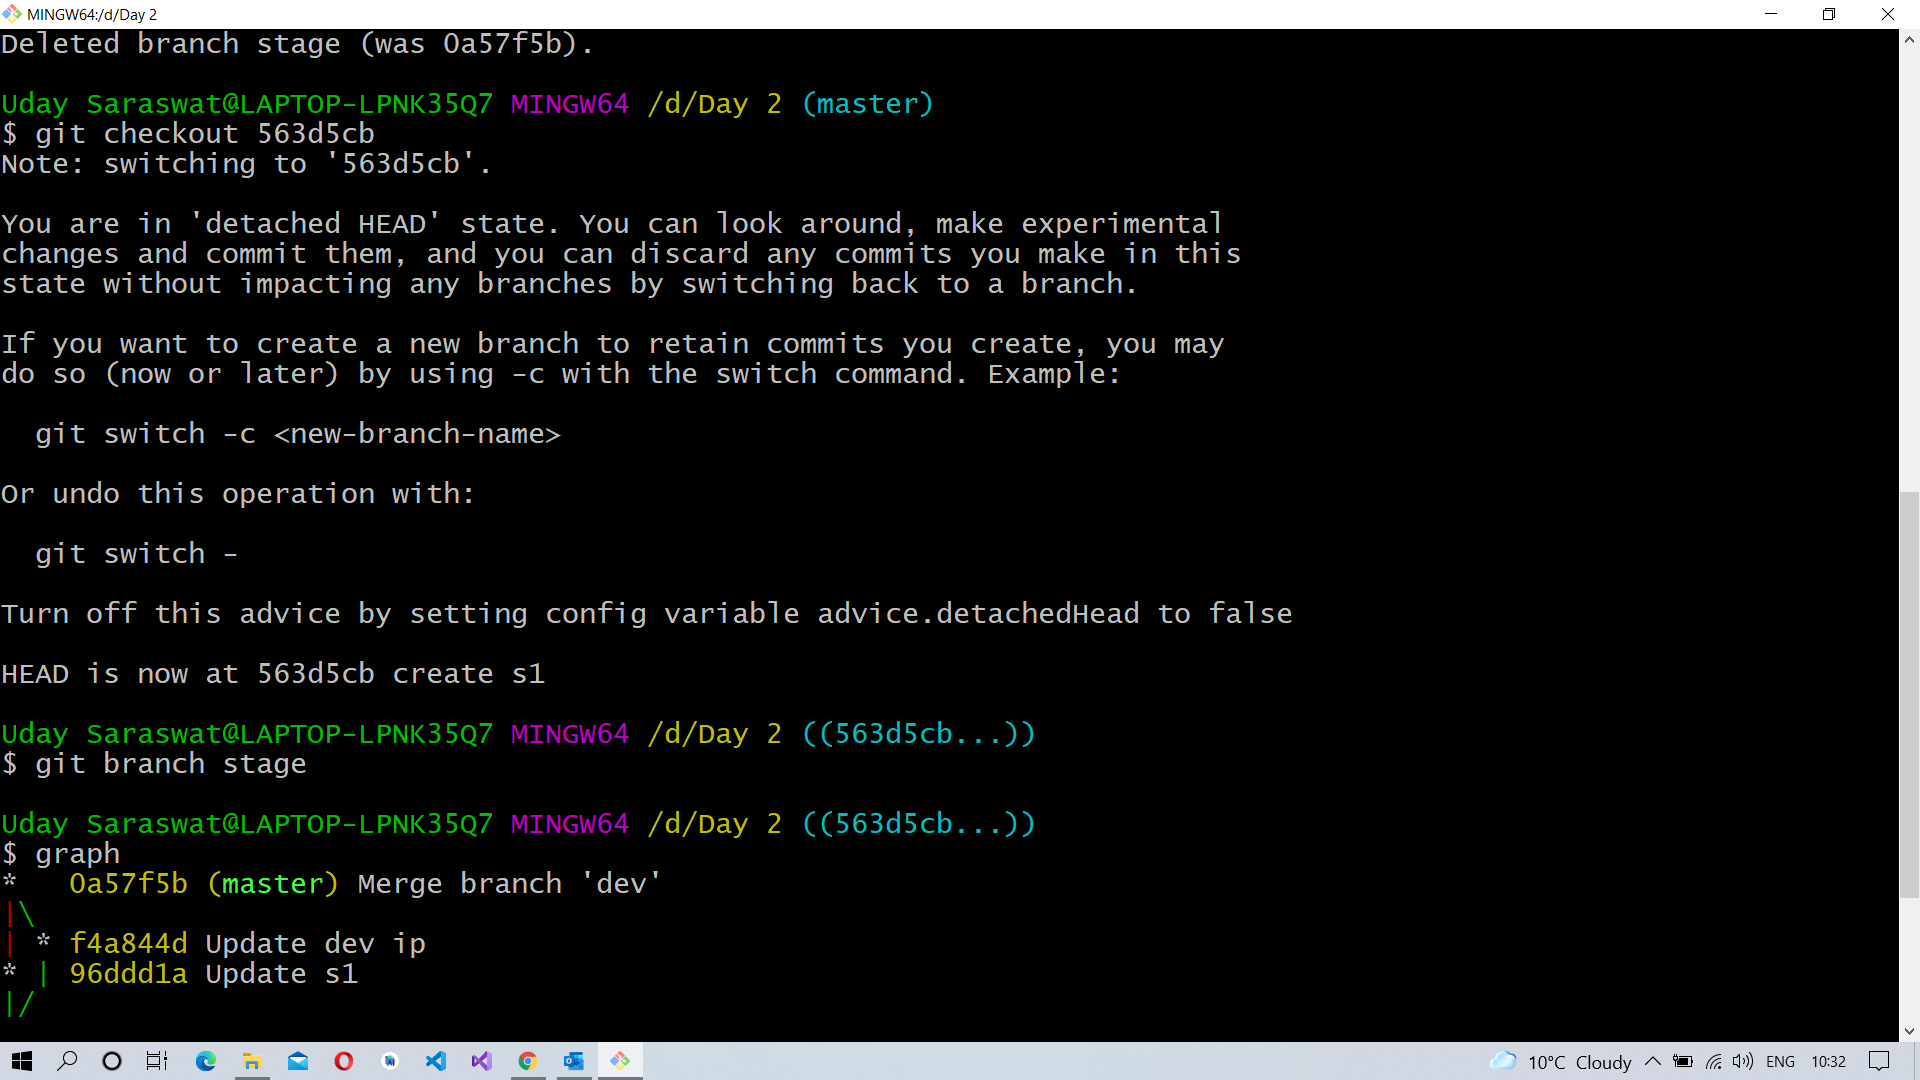 MINGW64:/d/Day 2
Deleted branch stage (was 0a57f5b).
Uday Saraswat@LAPTOP-LPNK35Q7 MINGW64 /d/Day 2 (master)
$ git checkout 563d5cb
Note: switching to '563d5cb'.
You are in 'detached HEAD' state. You can look around, make experimental
changes and commit them, and you can discard any commits you make in this
state without impacting any branches by switching back to a branch.
If you want to create a new branch to retain commits you create, you may
do so (now or later) by using -c with the switch command. Example:
git switch -c <new-branch-name>
Or undo this operation with:
git switch -
Turn off this advice by setting config variable advice.detachedHead to false
HEAD is now at 563d5cb create s1
Uday Saraswat@LAPTOP-LPNK35Q7 MINGW64 /d/Day 2 ((563d5cb...))
$ git branch stage
Uday Saraswat@LAPTOP-LPNK35Q7 MINGW64 /d/Day 2 ((563d5cb...))
$ graph
*   0a57f5b (master) Merge branch 'dev'
|\
| * f4a844d Update dev ip
* | 96ddd1a Update s1
|/
10°C Cloudy ENG 10:32